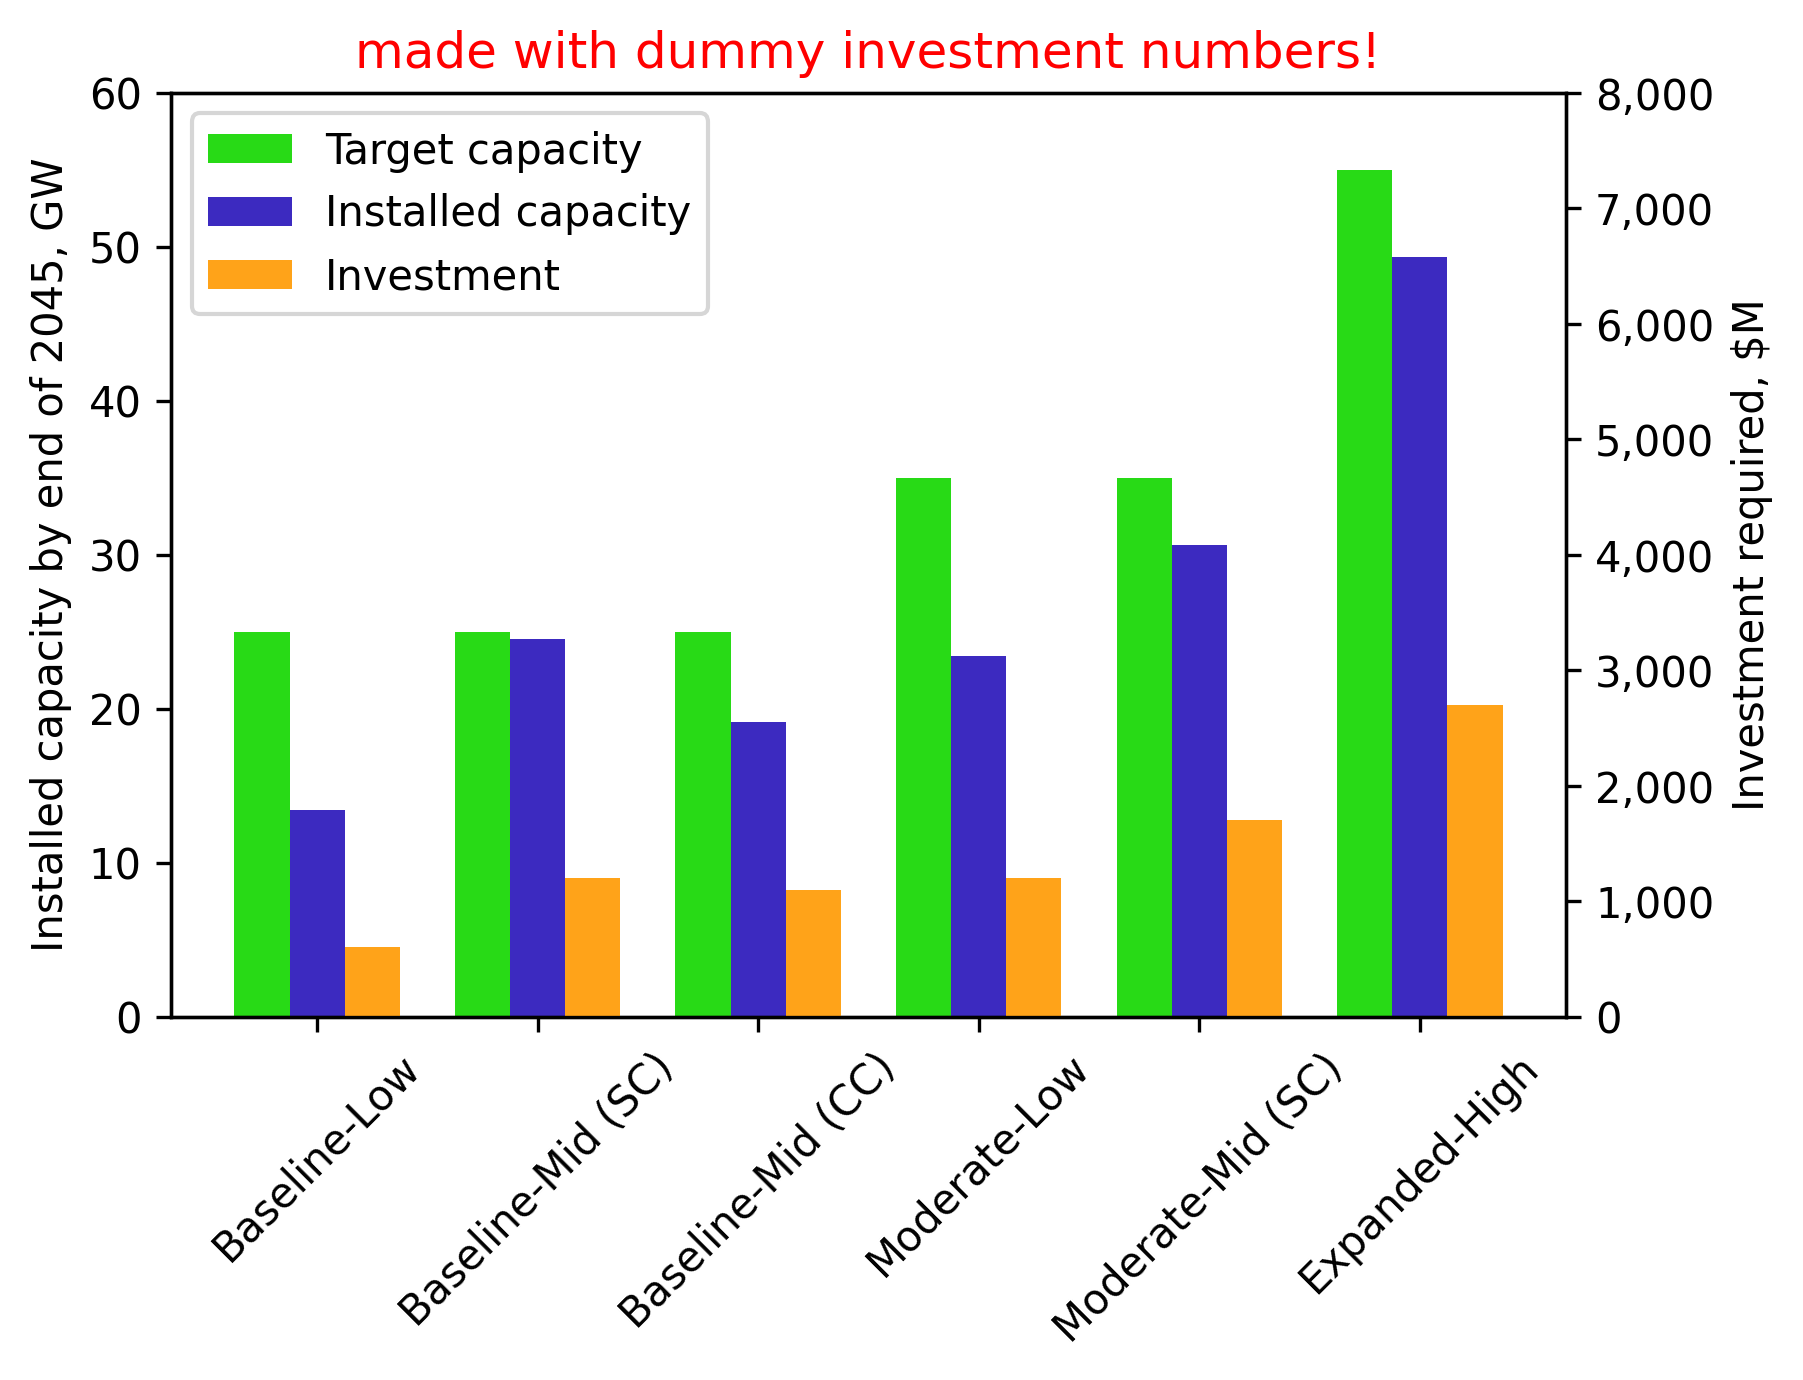 made with dummy investment numbers!
Target capacity
Installed capacity
Investment
Installed capacity by end of 2045, GW
60
50
40
30
20
10
0
Investment required, $M
8,000
7,000
6,000
5,000
4,000
3,000
2,000
1,000
0
Baseline-Low
Baseline-Mid (SC)
Baseline-Mid (CC)
Moderate-Low
Moderate-Mid (SC)
Expanded-High